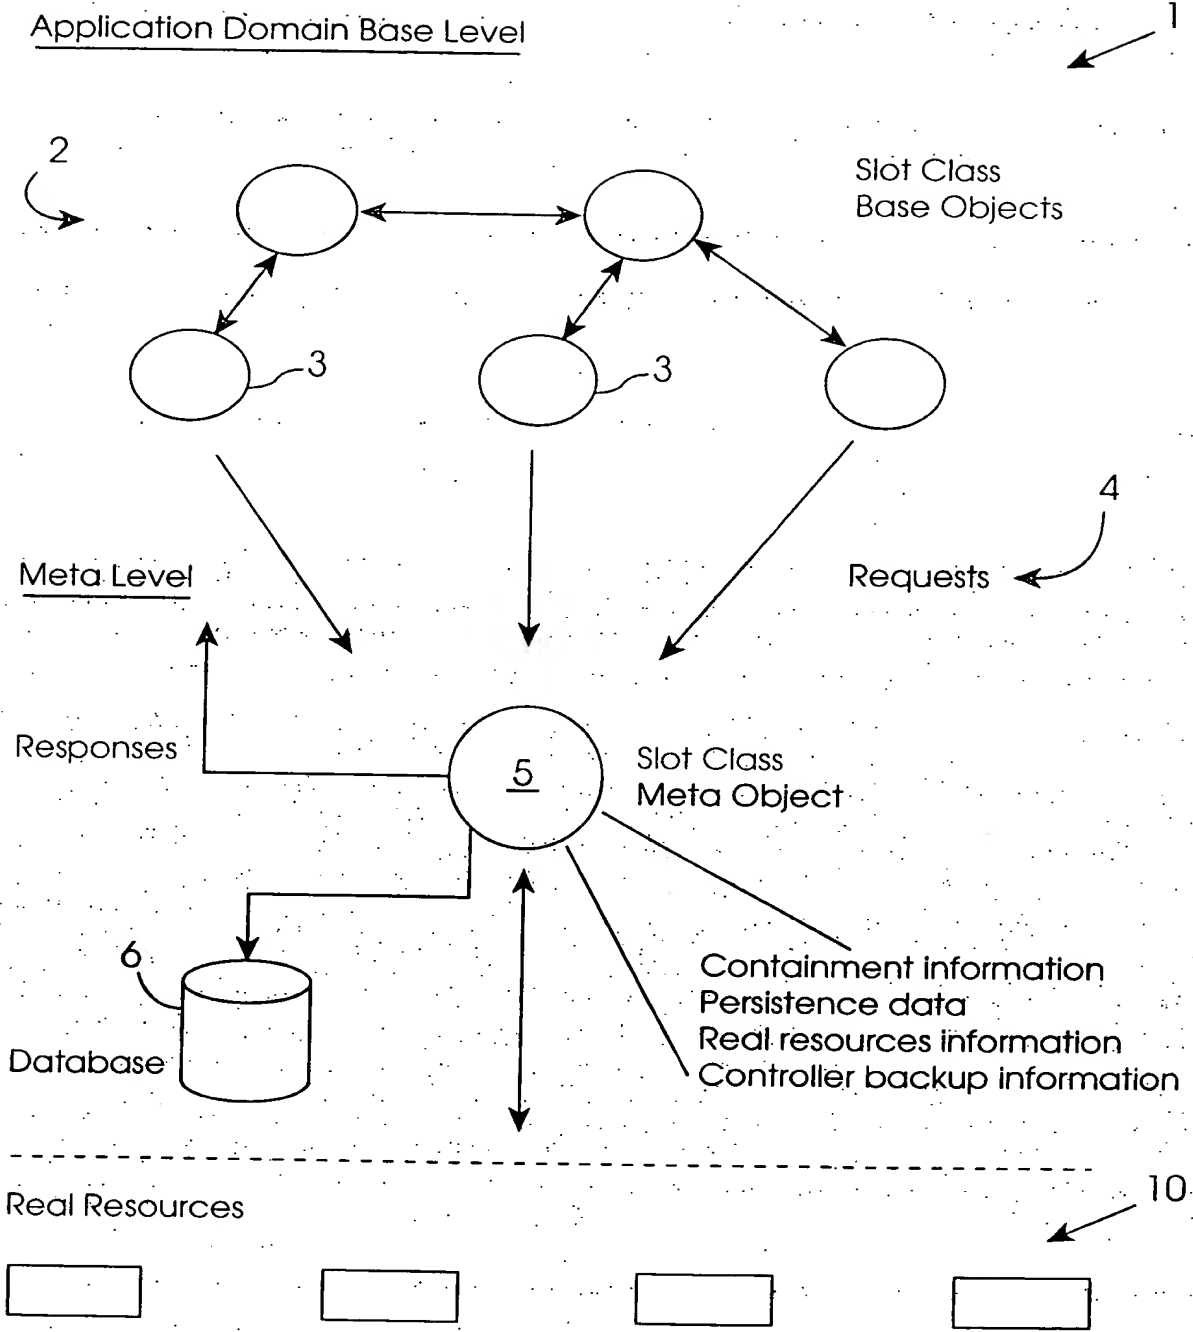 Application Domain Base Level
1
2
Slot Class
Base Objects
3
3
4
Meta Level
Requests
Responses
5
Slot Class
Meta Object
6
Containment information
Persistence data
Real resources information
Controller backup information
Database
Real Resources
10